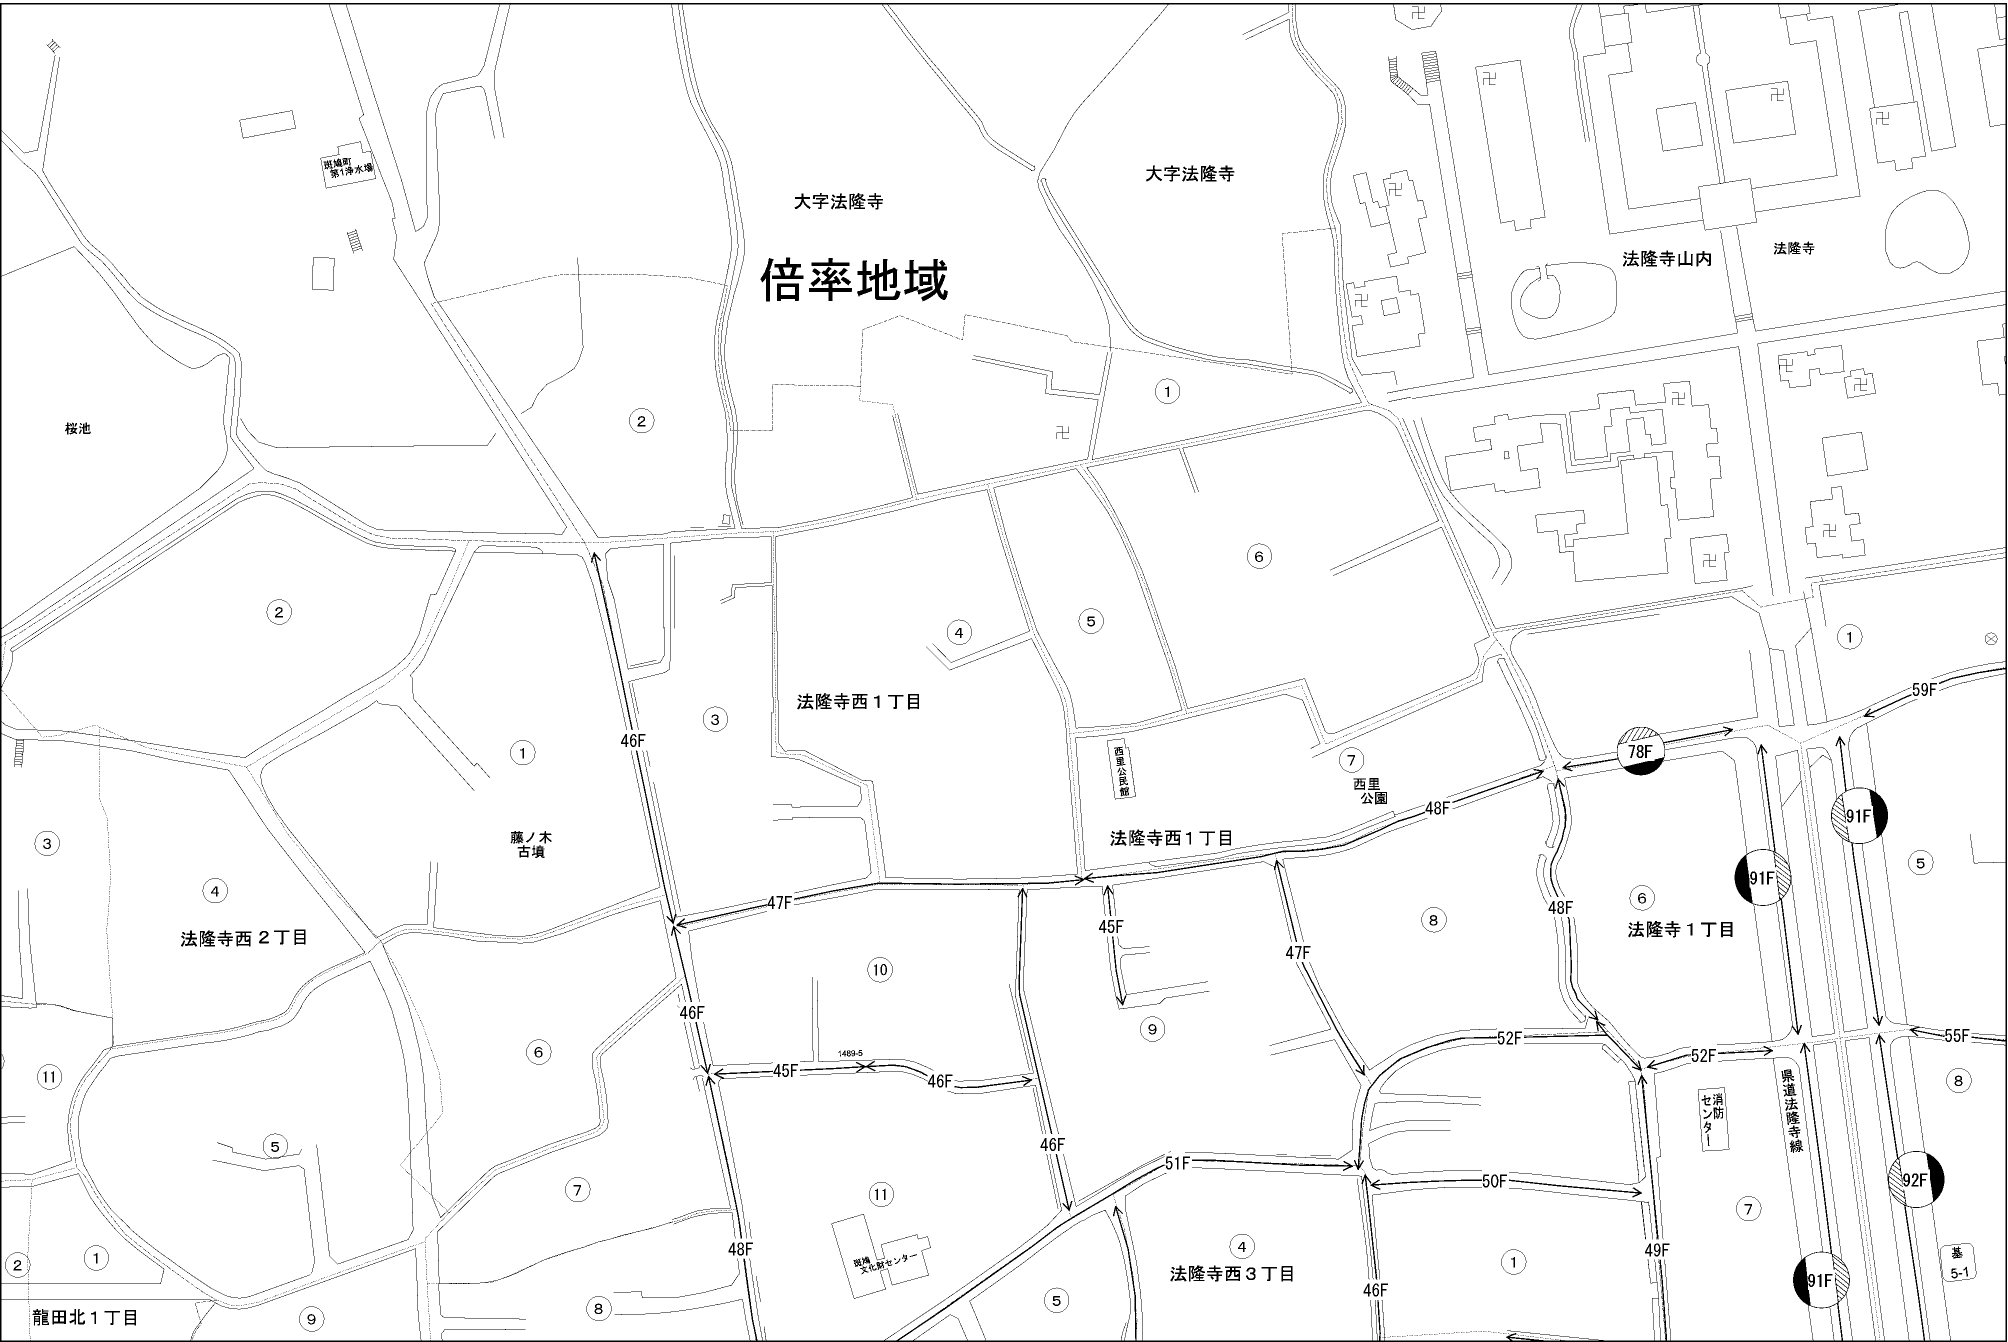 斑鳩町
第1浄水場
大字法隆寺
大字法隆寺
倍率地域
法隆寺山内
法隆寺
1
2
桜池
2
6
5
4
1
59F
法隆寺西1丁目
3
46F
1
78F
7
西里
公園
西里公民館
48F
91F
法隆寺西1丁目
藤ノ木
古墳
3
4
5
91F
6
47F
48F
8
45F
法隆寺1丁目
法隆寺西2丁目
47F
10
46F
9
55F
52F
52F
1489-5
6
11
45F
46F
8
県道法隆寺線
消防
センター
5
46F
51F
50F
92F
7
11
7
4
48F
49F
2
1
斑鳩
文化財センター
1
基
5-1
法隆寺西3丁目
91F
46F
5
8
龍田北1丁目
9